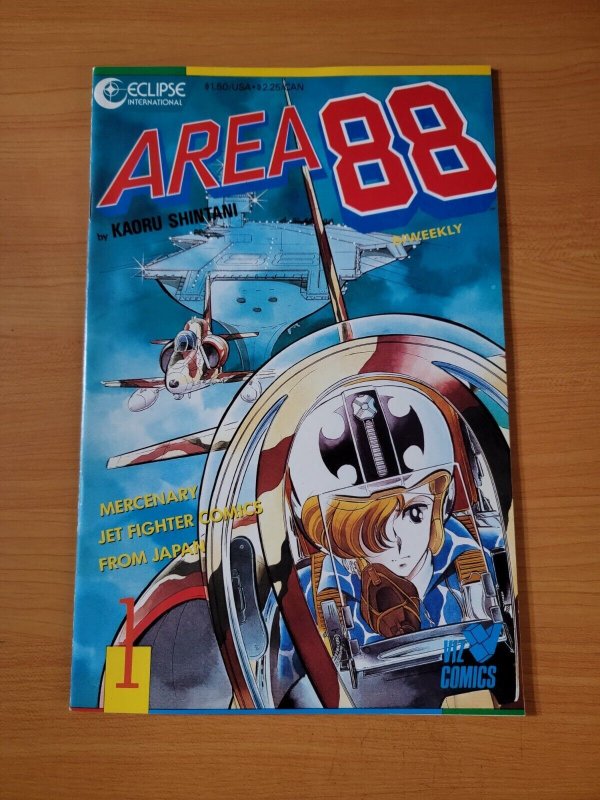 ECLIPSE
INTERNATIONAL
$1.50/USA • $2.25/CAN
AREA 88
by KAORU SHINTANI
BIWEEKLY
MERCENARY
JET FIGHTER COMICS
FROM JAPAN
1
VIZ
COMICS